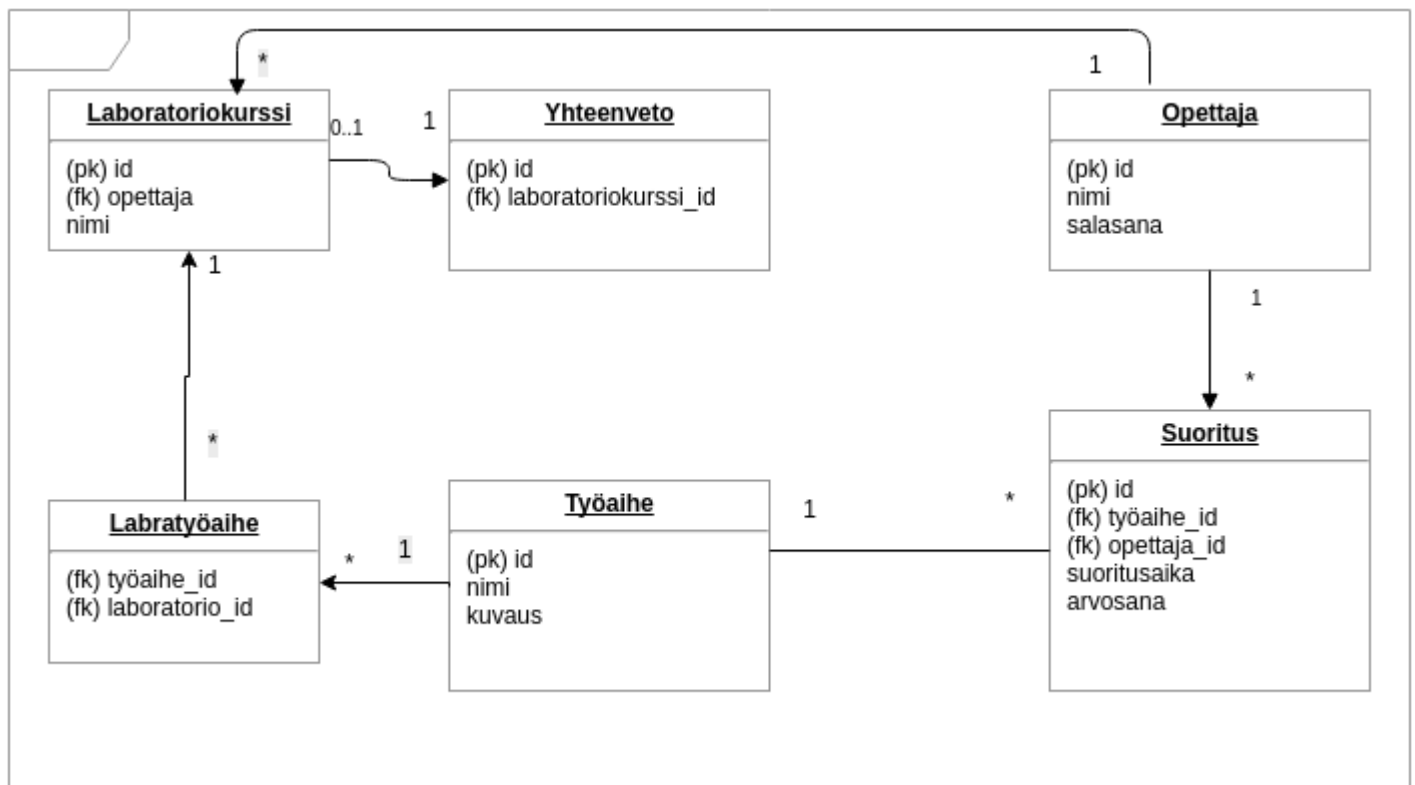 *
1
Laboratoriokurssi
(pk) id
(fk) opettaja
nimi
0..1
1
Yhteenveto
(pk) id
(fk) laboratoriokurssi_id
Opettaja
(pk) id
nimi
salasana
1
*
1
*
Labratyöaihe
(fk) työaihe_id
(fk) laboratorio_id
*
1
Työaihe
(pk) id
nimi
kuvaus
1
*
Suoritus
(pk) id
(fk) työaihe_id
(fk) opettaja_id
suoritusaika
arvosana